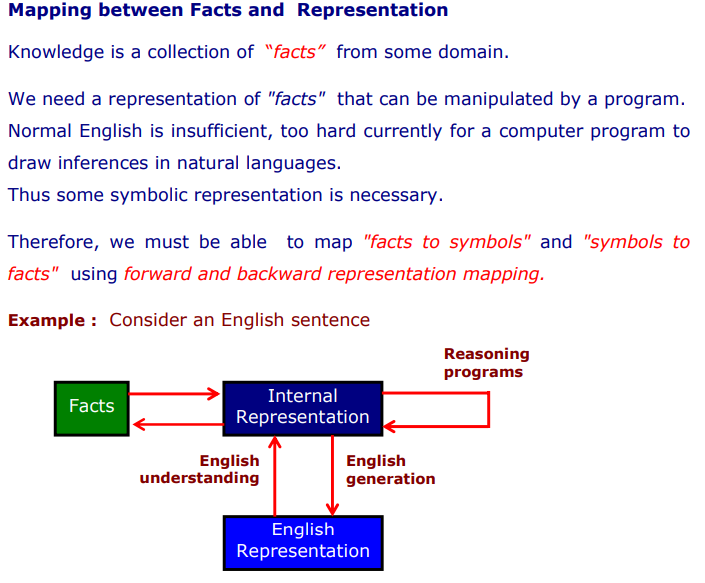 Mapping between Facts and Representation
Knowledge is a collection of “facts” from some domain.
We need a representation of "facts" that can be manipulated by a program.
Normal English is insufficient, too hard currently for a computer program to
draw inferences in natural languages.
Thus some symbolic representation is necessary.
Therefore, we must be able to map "facts to symbols" and "symbols to
facts" using forward and backward representation mapping.
Example : Consider an English sentence
Reasoning
programs
Facts
Internal
Representation
English
understanding
English
generation
English
Representation